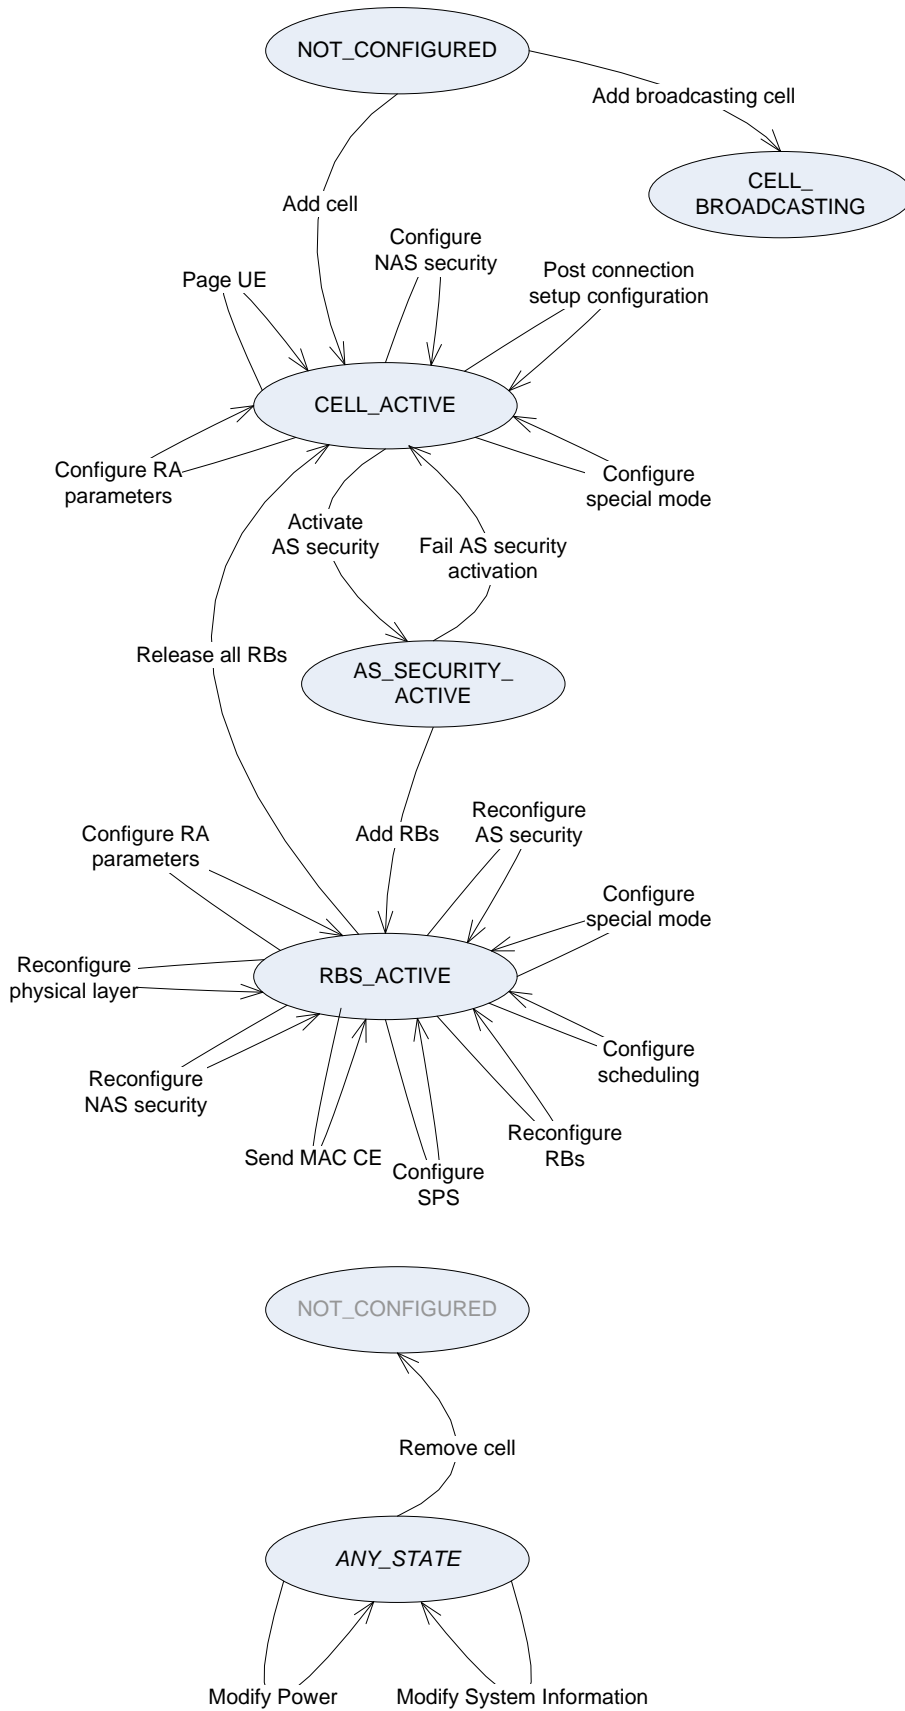 NOT_CONFIGURED
Add broadcasting cell
CELL_
BROADCASTING
Add cell
Configure
NAS security
Page UE
Post connection
setup configuration
CELL_ACTIVE
Configure RA
parameters
Configure
special mode
Activate
AS security
Fail AS security
activation
Release all RBs
AS_SECURITY_
ACTIVE
Configure RA
parameters
Add RBs
Reconfigure
AS security
Configure
special mode
Reconfigure
physical layer
RBS_ACTIVE
Configure
scheduling
Reconfigure
NAS security
Send MAC CE
Configure
SPS
Reconfigure
RBs
NOT_CONFIGURED
Remove cell
ANY_STATE
Modify Power
Modify System Information